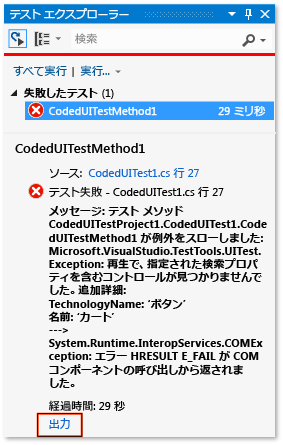 テスト エクスプローラー
検索
すべて実行 | 実行...
失敗したテスト (1)
CodedUITestMethod1 29 ミリ秒
CodedUITestMethod1
ソース: CodedUITest1.cs 行 27
テスト失敗 - CodedUITest1.cs 行 27
メッセージ: テスト メソッド
CodedUITestProject1.CodedUITest1.Cod
edUITestMethod1 が例外をスローしました:
Microsoft.VisualStudio.TestTools.UITest.
Exception: 再生で、指定された検索プロパ
ティを含むコントロールが見つかりませんで
した。追加詳細:
TechnologyName: ‘ボタン’
名前: ‘カート’
--->
System.Runtime.InteropServices.COMEx
ception: エラー HRESULT E_FAIL が COM
コンポーネントの呼び出しから返されま
した。
経過時間: 29 秒
出力